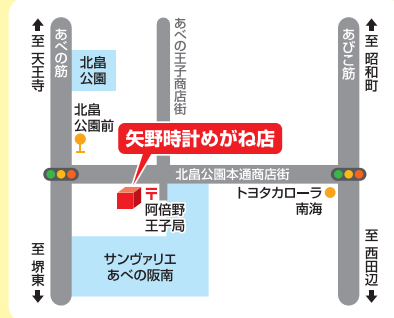 至 天王寺
あべの筋
北畠
公園
北畠
公園前
あべの王子商店街
あびこ筋
至 昭和町
矢野時計めがね店
北畠公園本通商店街
〒
阿倍野
王子局
トヨタカローラ
南海
至 堺東
サンヴァリエ
あべの阪南
至 西田辺